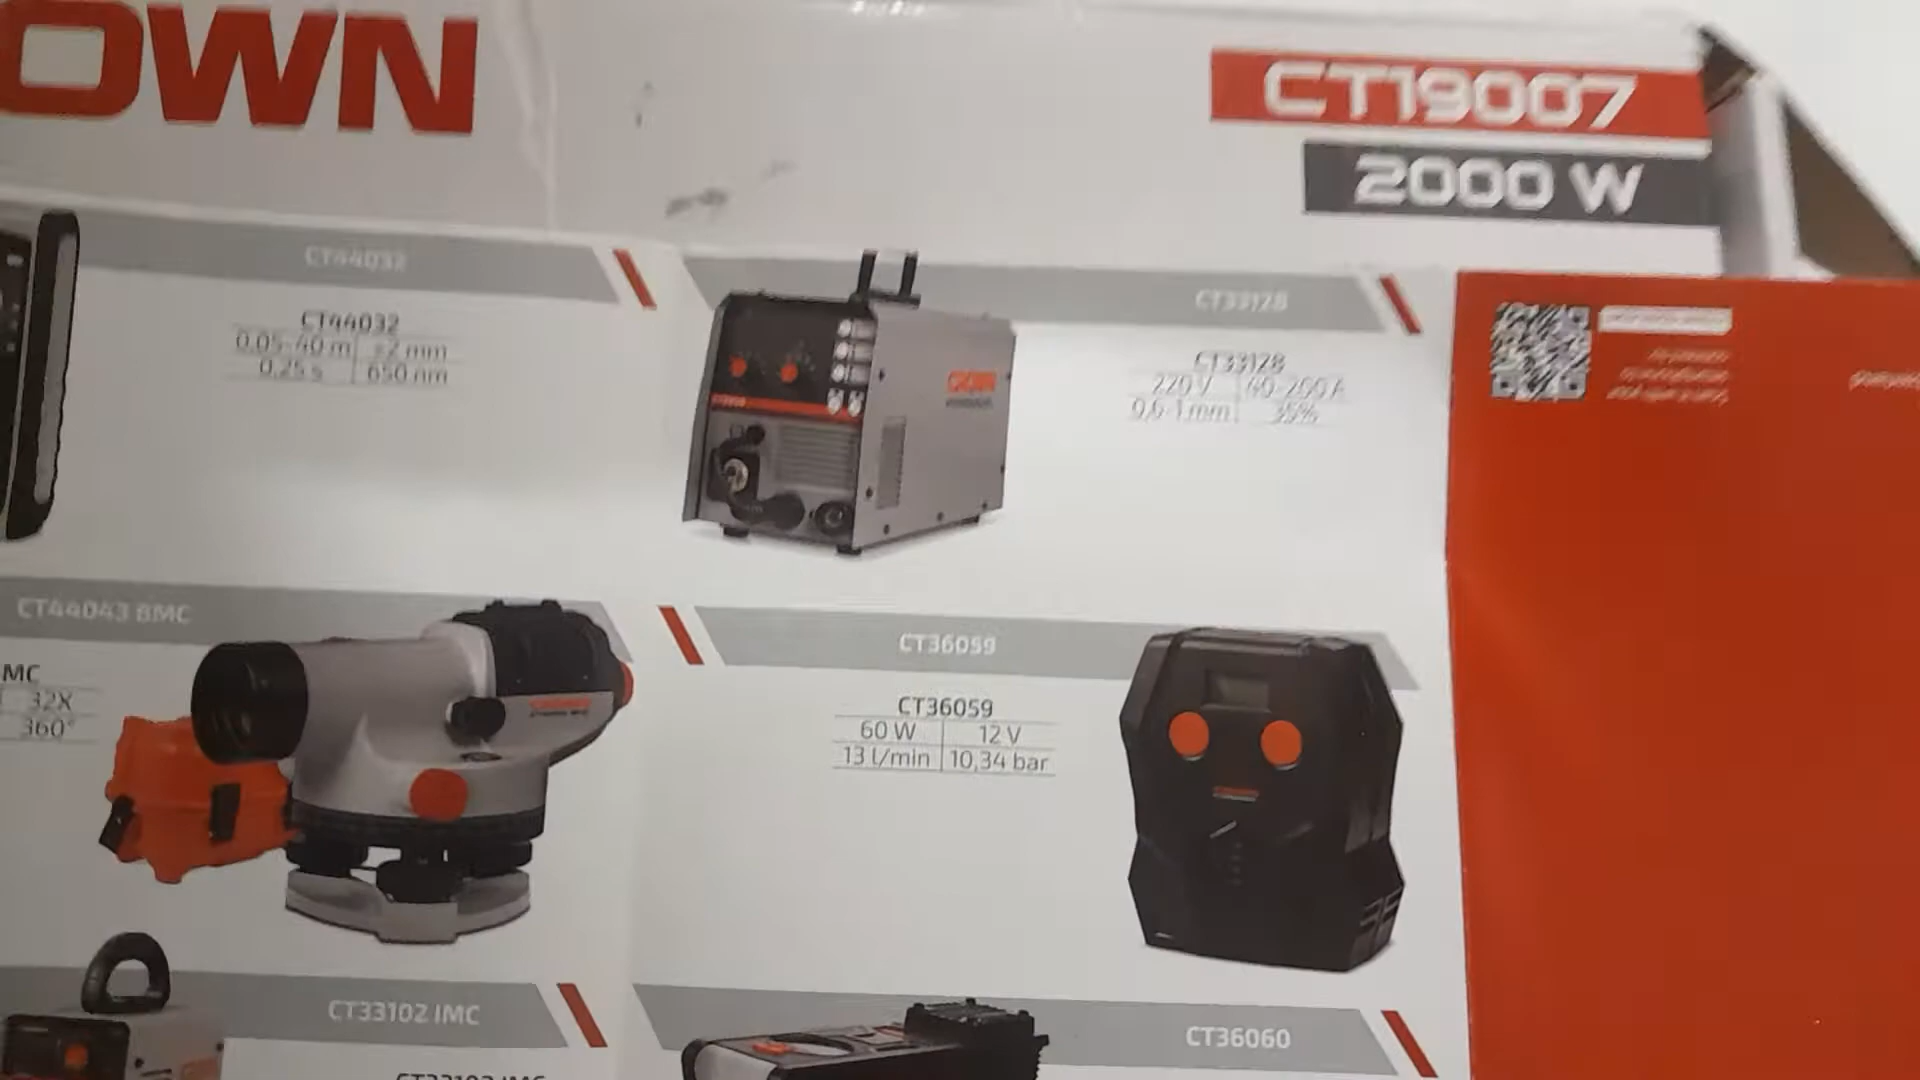 OWN
CT19007
2000 W
CT44032
CT33128
CT44032
0.05-40 m ±2 mm
0,25 s 650 nm
CT33128
220 V 40-200 A
0,6-1 mm 35%
CT44043 BMC
CT36059
MC
32X
360°
CT36059
60 W 12 V
13 l/min 10,34 bar
CT33102 IMC
CT36060
CT33102 IMC